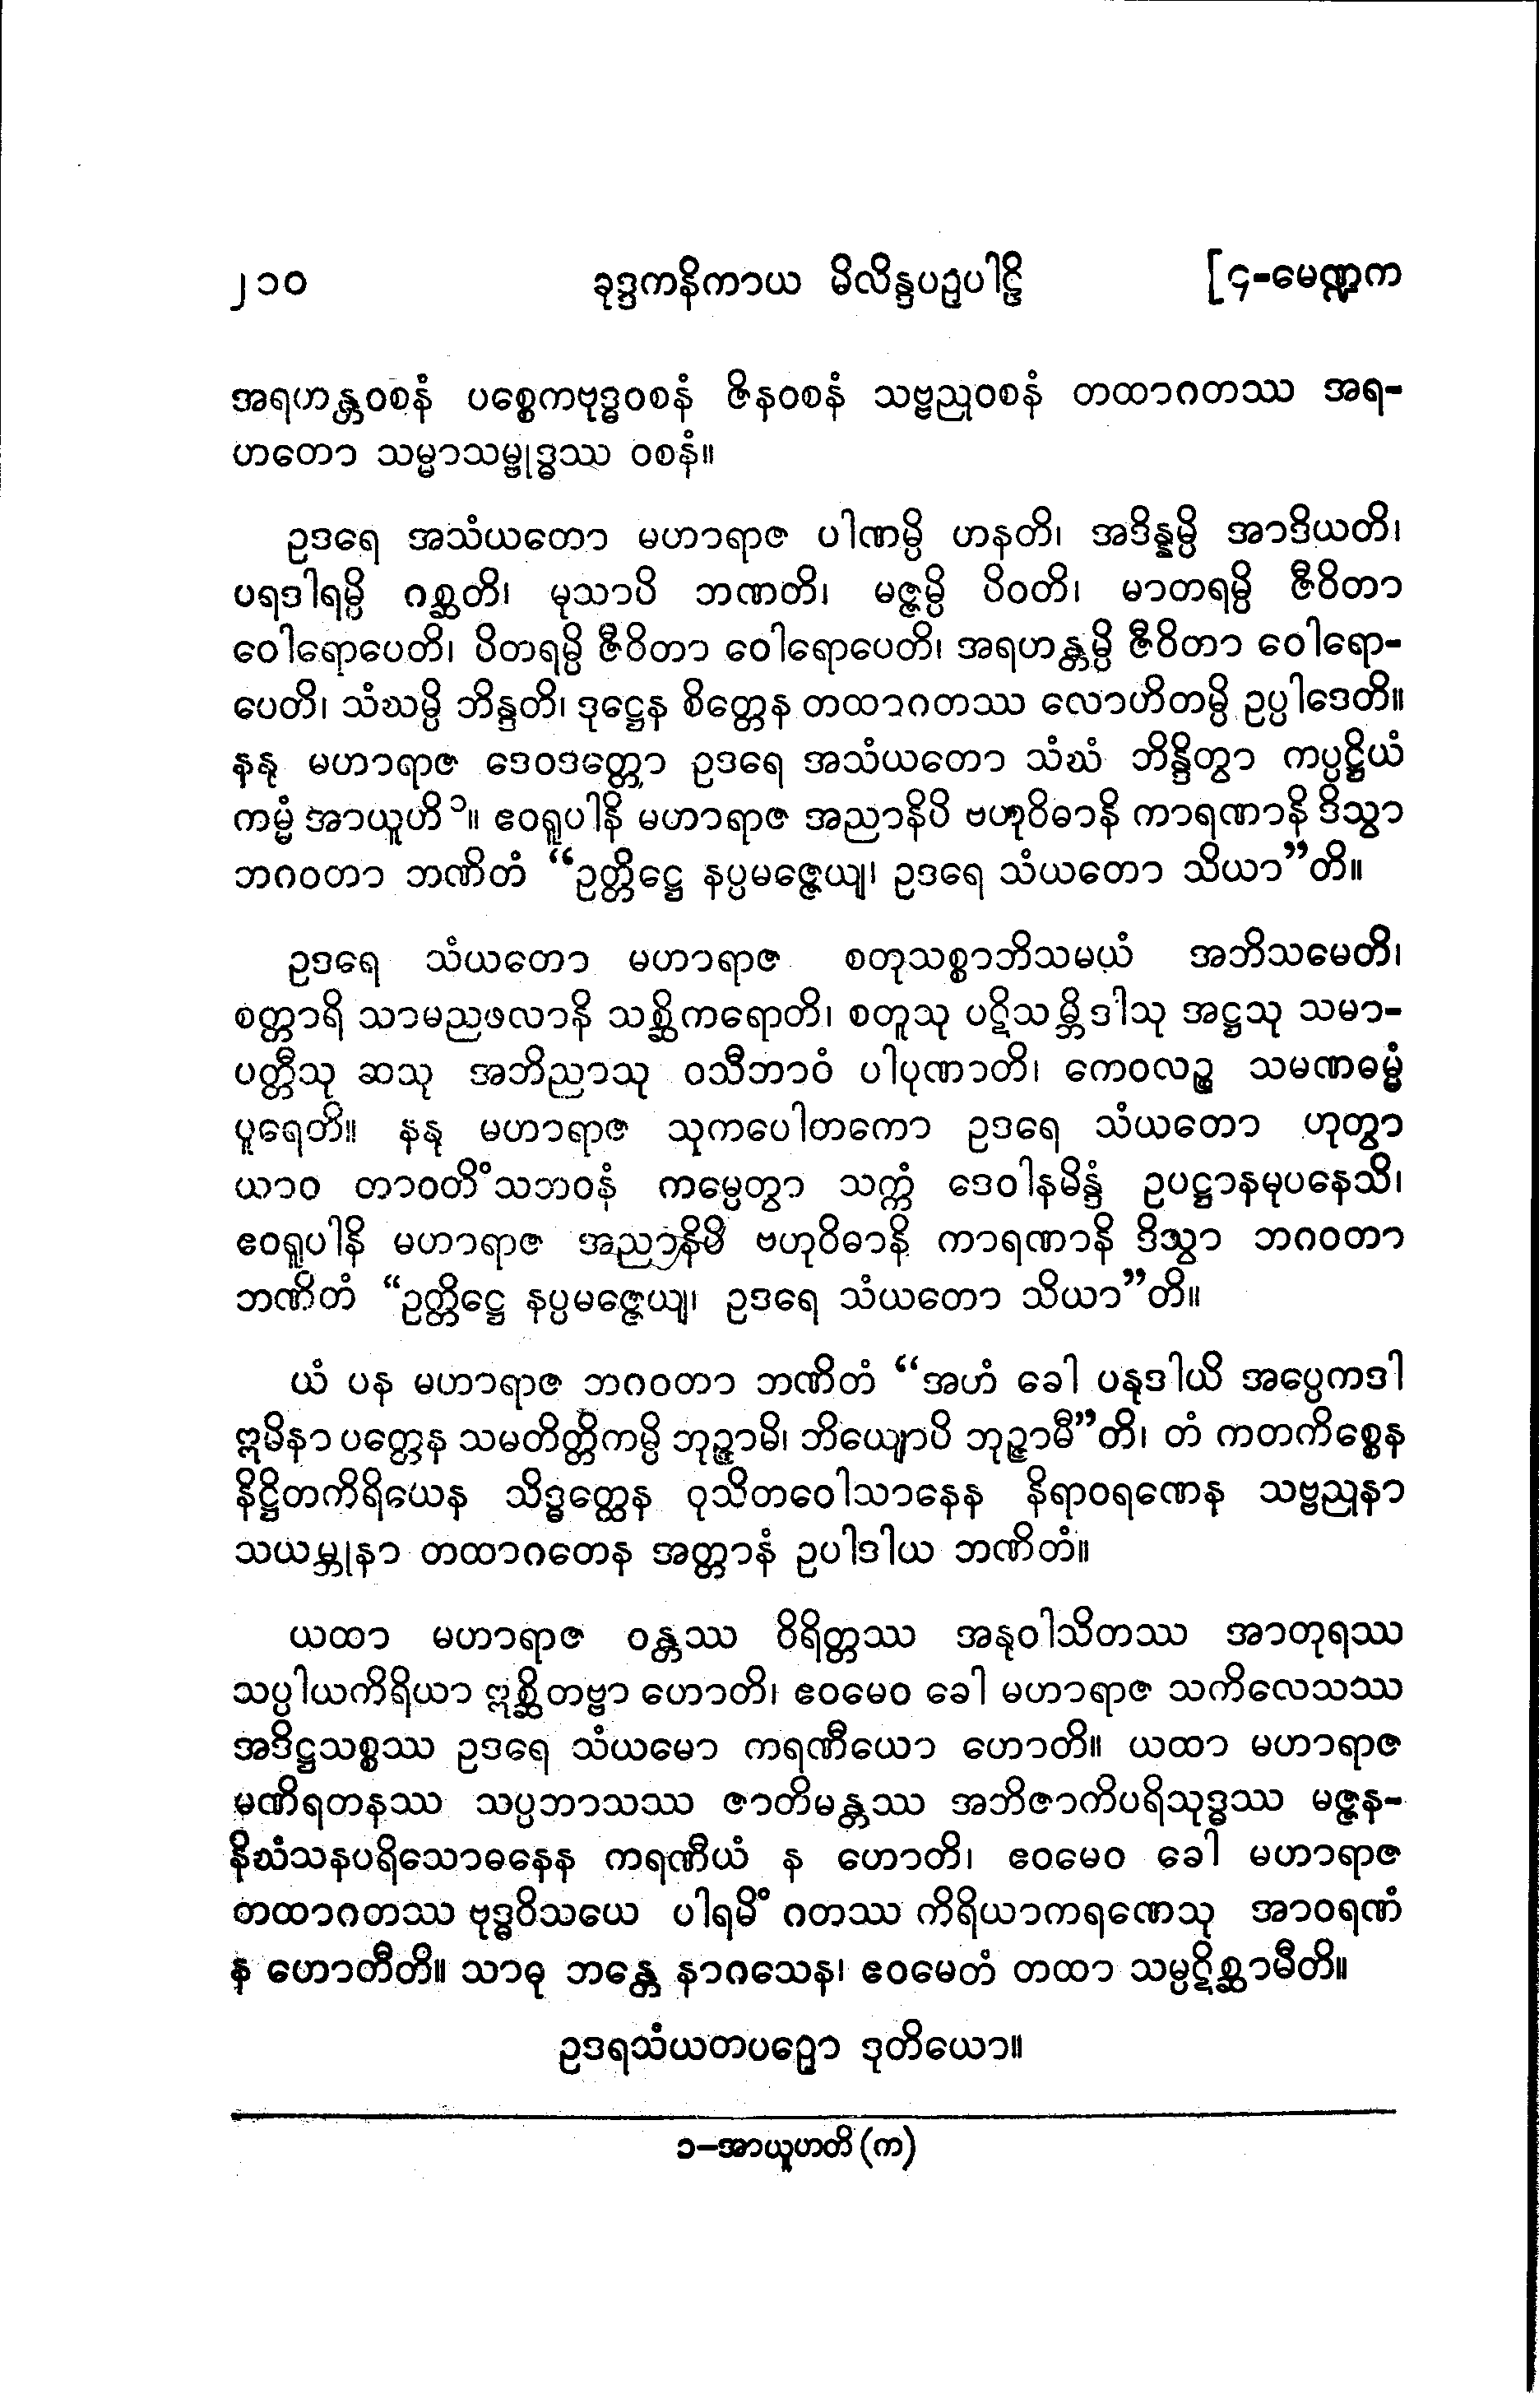 ၂၁၀ ခုဒ္ဒကနိကာယ မိလိန္ဒပဉှပါဠိ [၄-မေဏ္ဍက
အရဟန္တဝစနံ ပစ္စေကဗုဒ္ဓဝစနံ ဇိနဝစနံ သဗ္ဗညုဝစနံ တထာဂတဿ အရ-
ဟတော သမ္မာသမ္ဗုဒ္ဓဿ ဝစနံ။
ဥဒရေ အသံယတော မဟာရာဇ ပါဏမ္ပိ ဟနတိ၊ အဒိန္နမ္ပိ အာဒိယတိ၊
ပရဒါရမ္ပိ ဂစ္ဆတိ၊ မုသာပိ ဘဏတိ၊ မဇ္ဇမ္ပိ ပိဝတိ၊ မာတရမ္ပိ ဇီဝိတာ
ဝေါရောပေတိ၊ ပိတရမ္ပိ ဇီဝိတာ ဝေါရောပေတိ၊ အရဟန္တမ္ပိ ဇီဝိတာ ဝေါရော-
ပေတိ၊ သံဃမ္ပိ ဘိန္ဒတိ၊ ဒုဋ္ဌေန စိတ္တေန တထာဂတဿ လောဟိတမ္ပိ ဥပ္ပါဒေတိ။
နနု မဟာရာဇ ဒေဝဒတ္တော ဥဒရေ အသံယတော သံဃံ ဘိန္ဒိတွာ ကပ္ပဋ္ဌိယံ
ကမ္မံ အာယူဟိ ၁။ ဧဝရူပါနိ မဟာရာဇ အညာနိပိ ဗဟုဝိဓာနိ ကာရဏာနိ ဒိသွာ
ဘဂဝတာ ဘဏိတံ “ဥတ္တိဋ္ဌေ နပ္ပမဇ္ဇေယျ၊ ဥဒရေ သံယတော သိယာ”တိ။
ဥဒရေ သံယတော မဟာရာဇ စတုသစ္စာဘိသမယံ အဘိသမေတိ၊
စတ္တာရိ သာမညဖလာနိ သစ္ဆိကရောတိ၊ စတူသု ပဋိသမ္ဘိဒါသု အဋ္ဌသု သမာ-
ပတ္တီသု ဆသု အဘိညာသု ဝသီဘာဝံ ပါပုဏာတိ၊ ကေဝလဉ္စ သမဏဓမ္မံ
ပူရေတိ။ နနု မဟာရာဇ သုကပေါတကော ဥဒရေ သံယတော ဟုတွာ
ယာဝ တာဝတိံသဘဝနံ ကမ္ပေတွာ သက္ကံ ဒေဝါနမိန္ဒံ ဥပဋ္ဌာနမုပနေသိ၊
ဧဝရူပါနိ မဟာရာဇ အညာနိပိ ဗဟုဝိဓာနိ ကာရဏာနိ ဒိသွာ ဘဂဝတာ
ဘဏိတံ “ဥတ္တိဋ္ဌေ နပ္ပမဇ္ဇေယျ၊ ဥဒရေ သံယတော သိယာ”တိ။
ယံ ပန မဟာရာဇ ဘဂဝတာ ဘဏိတံ “အဟံ ခေါ ပနုဒါယိ အပ္ပေကဒါ
ဣမိနာ ပတ္တေန သမတိတ္တိကမ္ပိ ဘုဉ္ဇာမိ၊ ဘိယျောပိ ဘုဉ္ဇာမီ”တိ၊ တံ ကတကိစ္စေန
နိဋ္ဌိတကိရိယေန သိဒ္ဓတ္ထေန ဝုသိတဝေါသာနေန နိရာဝရဏေန သဗ္ဗညုနာ
သယမ္ဘုနာ တထာဂတေန အတ္တာနံ ဥပါဒါယ ဘဏိတံ။
ယထာ မဟာရာဇ ဝန္တဿ ဝိရိတ္တဿ အနုဝါသိတဿ အာတုရဿ
သပ္ပါယကိရိယာ ဣစ္ဆိတဗ္ဗာ ဟောတိ၊ ဧဝမေဝ ခေါ မဟာရာဇ သကိလေသဿ
အဒိဋ္ဌသစ္စဿ ဥဒရေ သံယမော ကရဏီယော ဟောတိ။ ယထာ မဟာရာဇ
မဏိရတနဿ သပ္ပဘာသဿ ဇာတိမန္တဿ အဘိဇာတိပရိသုဒ္ဓဿ မဇ္ဇန-
နိဃံသနပရိသောဓနေန ကရဏီယံ န ဟောတိ၊ ဧဝမေဝ ခေါ မဟာရာဇ
တထာဂတဿ ဗုဒ္ဓဝိသယေ ပါရမိံ ဂတဿ ကိရိယာကရဏေသု အာဝရဏံ
န ဟောတီတိ။ သာဓု ဘန္တေ နာဂသေန၊ ဧဝမေတံ တထာ သမ္ပဋိစ္ဆာမီတိ။
ဥဒရသံယတပဉှော ဒုတိယော။
၁–အာယူဟတိ (က)